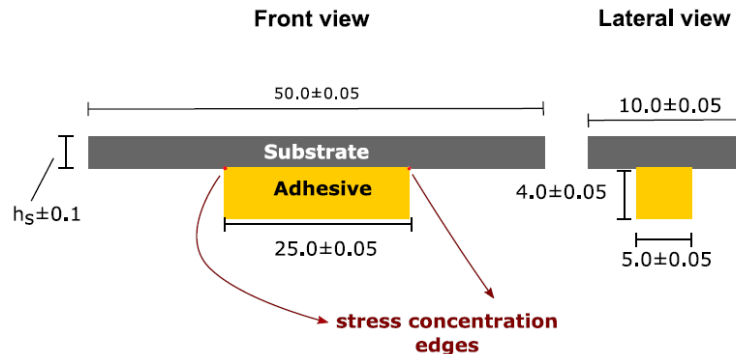 Front view
Lateral view
50.0±0.05
10.0±0.05
Substrate
Adhesive
hs±0.1
4.0±0.05
25.0±0.05
5.0±0.05
stress concentration
edges